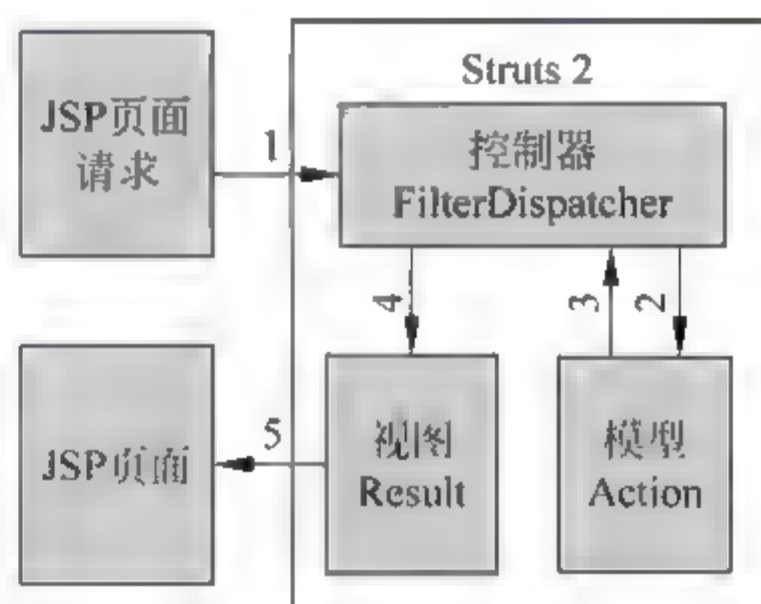 Struts 2
JSP页面
请求
1
控制器
FilterDispatcher
4
3
2
JSP页面
5
视图
Result
模型
Action